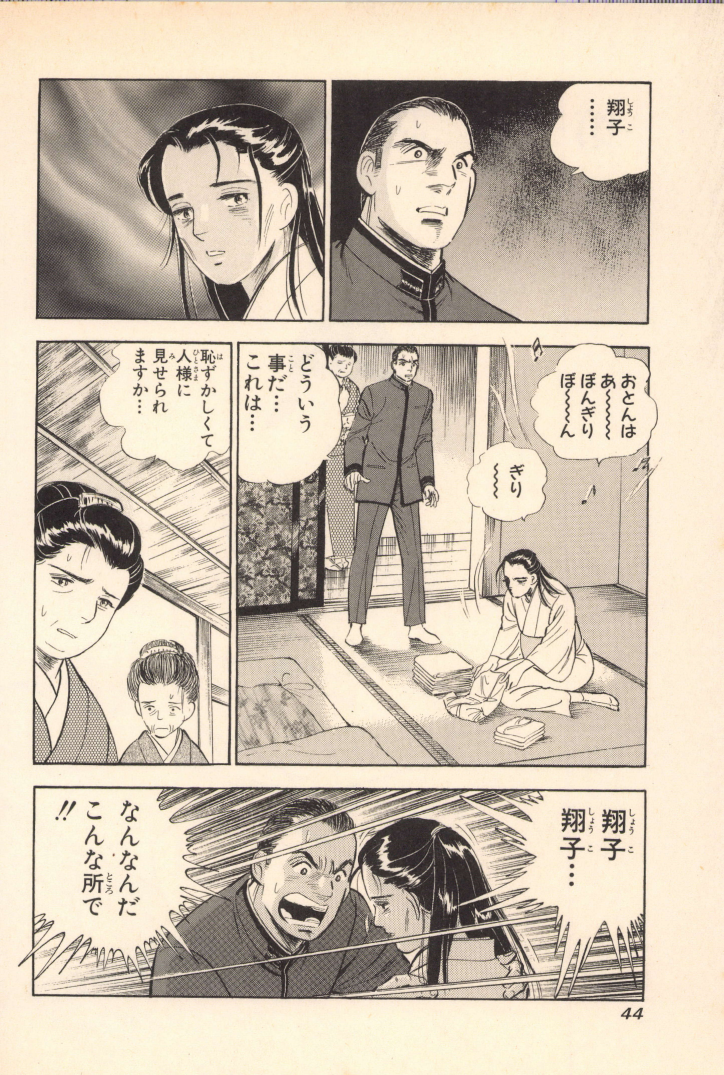 翔子
……
おとんは
あ〜〜〜
ぼんぎり
ぼ〜〜〜ん
ぎり
〜〜〜
どういう
事だ…
これは…
恥ずかしくて
人様に
見せられ
ますか…
翔子
翔子…
なんなんだ
こんな所で
!!
44